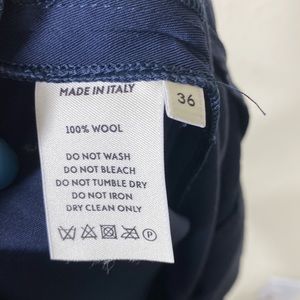 MADE IN ITALY
36
100% WOOL
DO NOT WASH
DO NOT BLEACH
DO NOT TUMBLE DRY
DO NOT IRON
DRY CLEAN ONLY
P